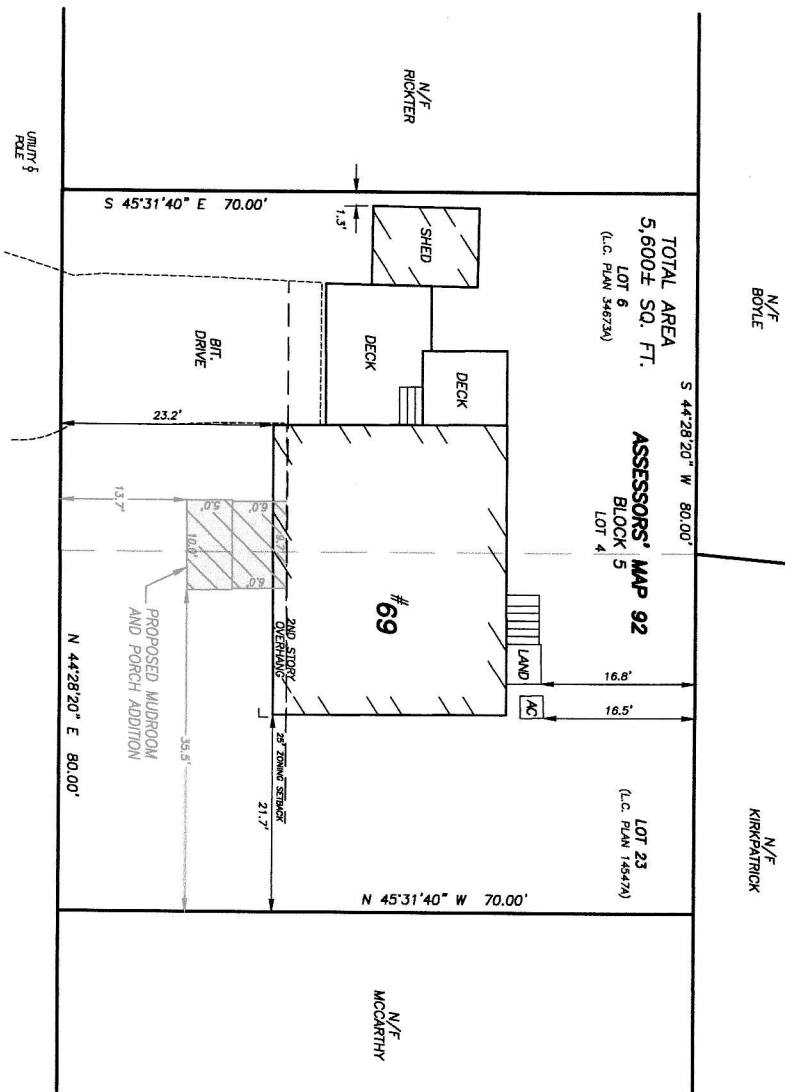 N/F
BOYLE
N/F
KIRKPATRICK
N/F
RICKTER
N/F
MCCARTHY
S 44°28'20" W 80.00'
TOTAL AREA
5,600± SQ. FT.
LOT 6
(L.C. PLAN 34673A)
ASSESSORS' MAP 92
BLOCK 5
LOT 4
LOT 23
(L.C. PLAN 14547A)
S 45°31'40" E 70.00'
N 45°31'40" W 70.00'
1.3'
SHED
DECK
DECK
LAND
AC
16.8'
16.5'
#69
2ND STORY
OVERHANG
25' ZONING SETBACK
21.7'
BIT.
DRIVE
23.2'
13.7'
9.7'
6.0'
6.0'
5.0'
10.0'
35.5'
PROPOSED MUDROOM
AND PORCH ADDITION
N 44°28'20" E 80.00'
UTILITY
POLE